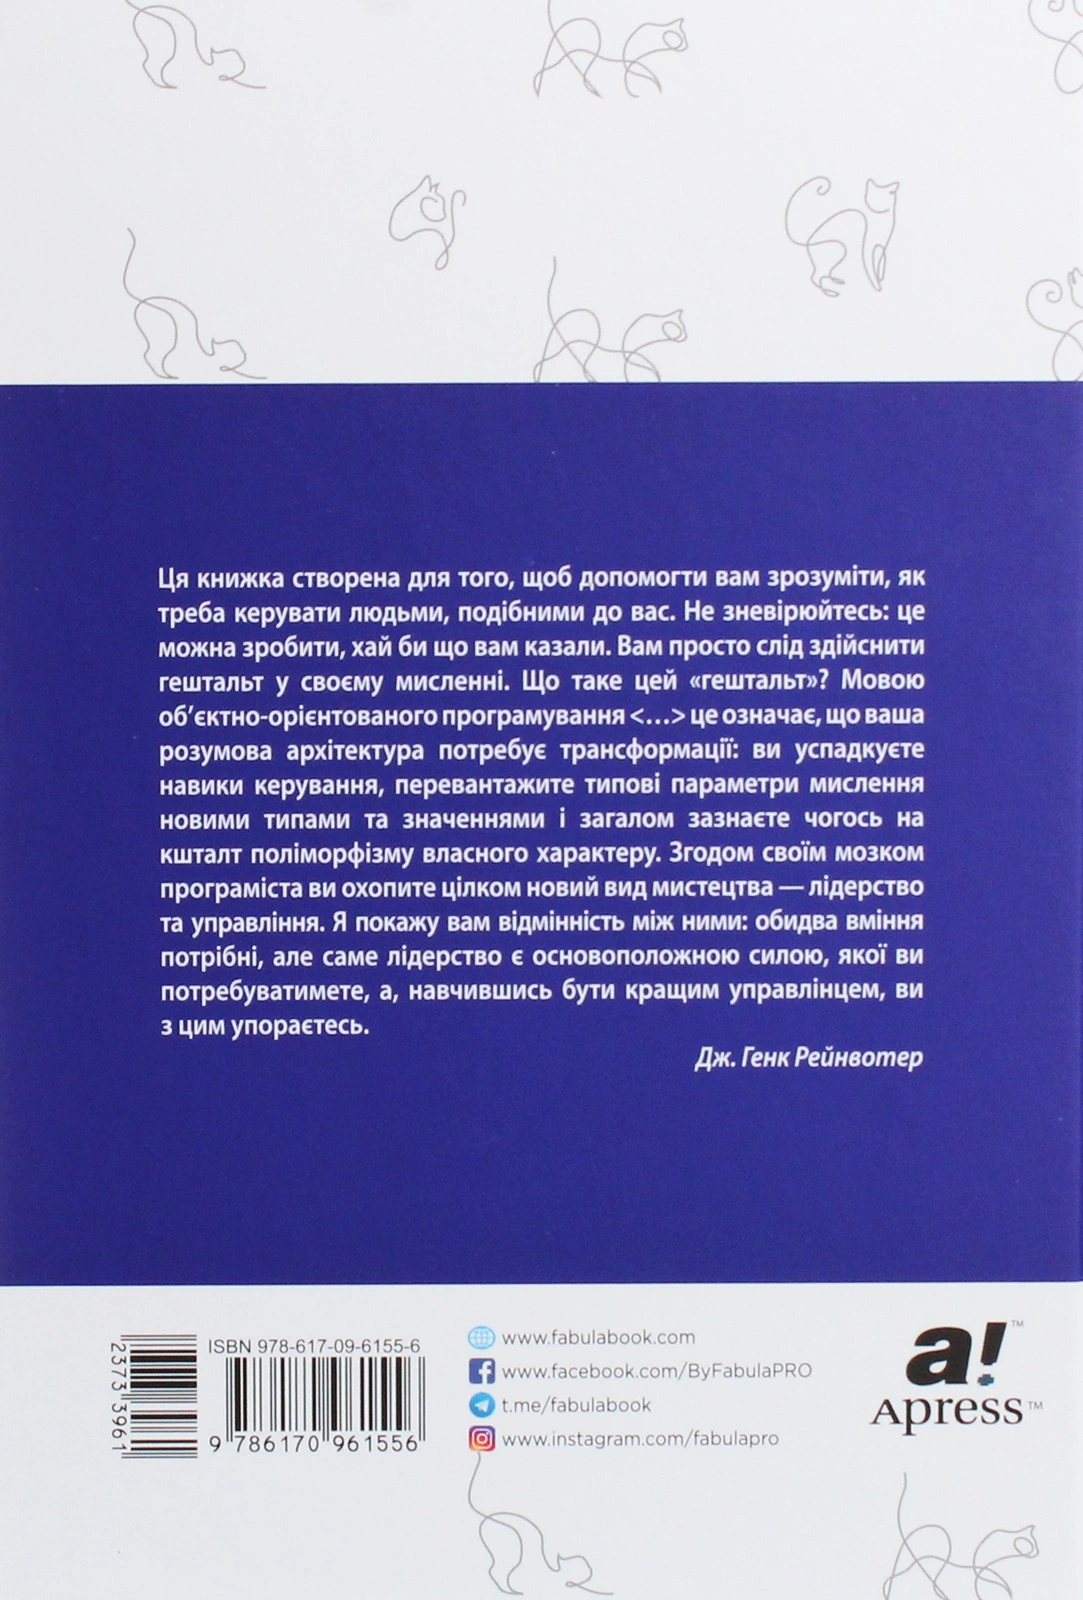 Ця книжка створена для того, щоб допомогти вам зрозуміти, як
треба керувати людьми, подібними до вас. Не зневірюйтесь: це
можна зробити, хай би що вам казали. Вам просто слід здійснити
гештальт у своєму мисленні. Що таке цей «гештальт»? Мовою
об’єктно-орієнтованого програмування <...> це означає, що ваша
розумова архітектура потребує трансформації: ви успадкуєте
навики керування, перевантажите типові параметри мислення
новими типами та значеннями і загалом зазнаєте чогось на
кшталт поліморфізму власного характеру. Згодом своїм мозком
програміста ви охопите цілком новий вид мистецтва — лідерство
та управління. Я покажу вам відмінність між ними: обидва вміння
потрібні, але саме лідерство є основоположною силою, якої ви
потребуватимете, а, навчившись бути кращим управлінцем, ви
з цим упораєтесь.
Дж. Генк Рейнвотер
2373 3961
ISBN 978-617-09-6155-6
9 786170 961556
www.fabulabook.com
www.facebook.com/ByFabulaPRO
t.me/fabulabook
www.instagram.com/fabulapro
a!™
Apress™